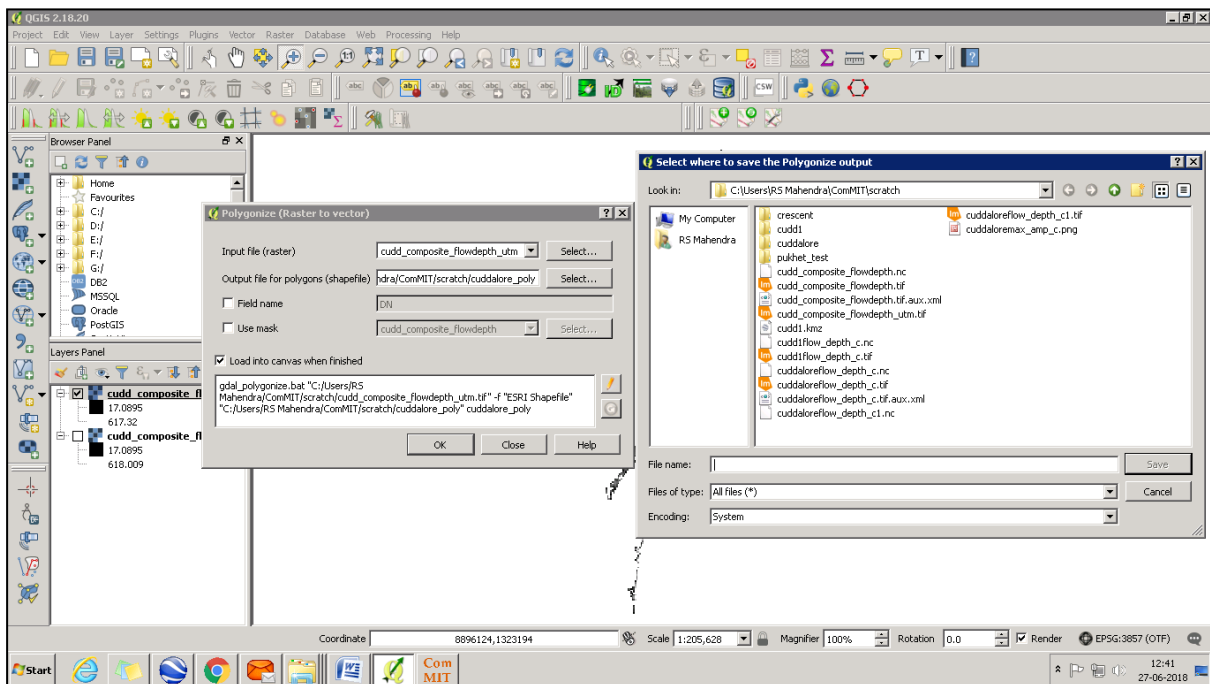 QGIS 2.18.20
Project Edit View Layer Settings Plugins Vector Raster Database Web Processing Help
abc
ab
abc
abc
abc
abc
CSW
T
Browser Panel
Home
Favourites
C:/
D:/
E:/
F:/
G:/
DB2
MSSQL
Oracle
PostGIS
Layers Panel
cudd_composite_fl
17.0895
617.32
cudd_composite_fl
17.0895
618.009
Polygonize (Raster to vector)
Input file (raster) cudd_composite_flowdepth_utm Select...
Output file for polygons (shapefile) ndra/ComMIT/scratch/cuddalore_poly Select...
Field name DN
Use mask cudd_composite_flowdepth Select...
Load into canvas when finished
gdal_polygonize.bat "C:/Users/RS
Mahendra/ComMIT/scratch/cudd_composite_flowdepth_utm.tif" -f "ESRI Shapefile"
"C:/Users/RS Mahendra/ComMIT/scratch/cuddalore_poly" cuddalore_poly
OK Close Help
Select where to save the Polygonize output
Look in: C:\Users\RS Mahendra\ComMIT\scratch
My Computer
RS Mahendra
crescent
cudd1
cuddalore
pukhet_test
cudd_composite_flowdepth.nc
cudd_composite_flowdepth.tif
cudd_composite_flowdepth.tif.aux.xml
cudd_composite_flowdepth_utm.tif
cudd1.kmz
cudd1flow_depth_c.nc
cudd1flow_depth_c.tif
cuddaloreflow_depth_c.nc
cuddaloreflow_depth_c.tif
cuddaloreflow_depth_c.tif.aux.xml
cuddaloreflow_depth_c1.nc
cuddaloreflow_depth_c1.tif
cuddaloremax_amp_c.png
File name: Save
Files of type: All files (*) Cancel
Encoding: System
Coordinate 8896124,1323194 Scale 1:205,628 Magnifier 100% Rotation 0.0 Render EPSG:3857 (OTF)
Start Com MIT 12:41
27-06-2018